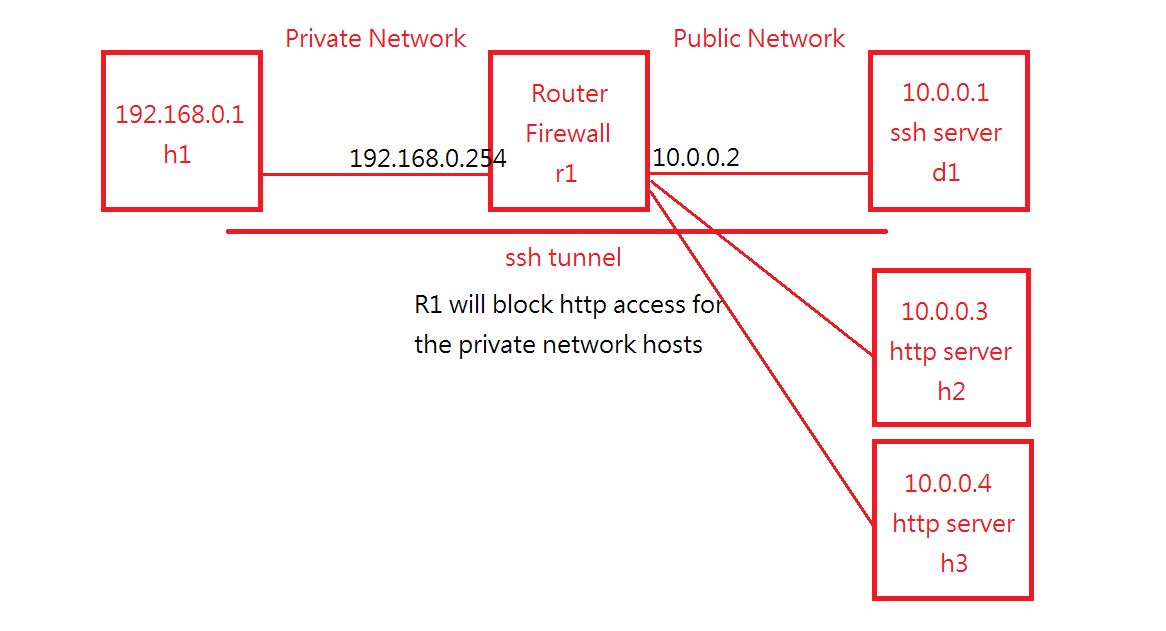 Private Network
Public Network
192.168.0.1
h1
192.168.0.254
Router
Firewall
r1
10.0.0.2
10.0.0.1
ssh server
d1
ssh tunnel
R1 will block http access for
the private network hosts
10.0.0.3
http server
h2
10.0.0.4
http server
h3